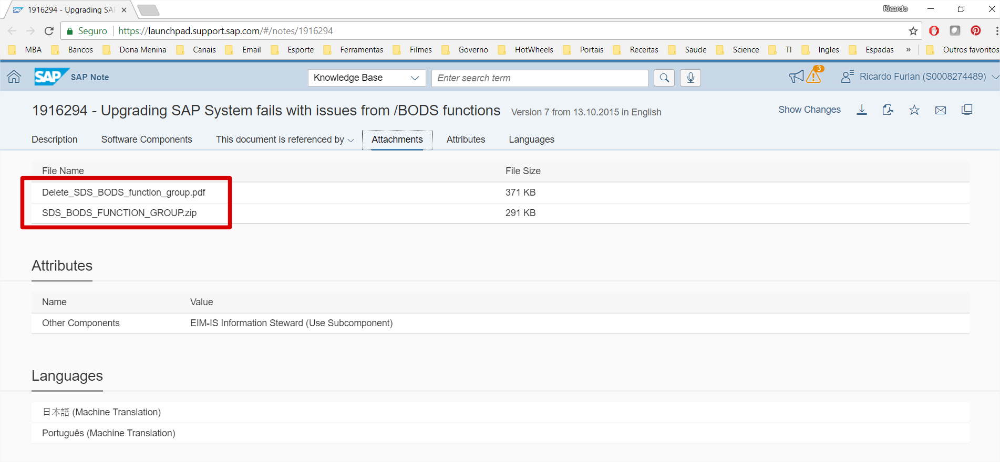 SAP 1916294 - Upgrading SA
Ricardo
Seguro https://launchpad.support.sap.com/#/notes/1916294
MBA Bancos Dona Menina Canais Email Esporte Ferramentas Filmes Governo HotWheels Portais Receitas Saude Science TI Ingles Espadas » Outros favoritos
SAP SAP Note Knowledge Base Enter search term 3 Ricardo Furlan (S0008274489)
1916294 - Upgrading SAP System fails with issues from /BODS functions Version 7 from 13.10.2015 in English Show Changes
Description Software Components This document is referenced by Attachments Attributes Languages
File Name File Size
Delete_SDS_BODS_function_group.pdf 371 KB
SDS_BODS_FUNCTION_GROUP.zip 291 KB
Attributes
Name Value
Other Components EIM-IS Information Steward (Use Subcomponent)
Languages
日本語 (Machine Translation)
Português (Machine Translation)